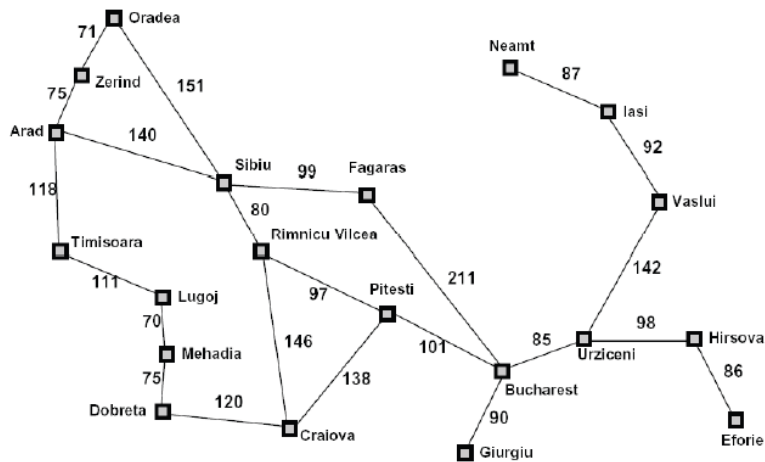 Oradea
71
Neamt
87
Zerind
151
75
Iasi
Arad
140
92
Sibiu
99
Fagaras
118
80
Vaslui
Timisoara
Rimnicu Vilcea
211
142
111
Lugoj
97
Pitesti
70
146
101
85
98
Hirsova
Mehadia
Urziceni
138
86
75
Bucharest
Dobreta
120
90
Craiova
Eforie
Giurgiu